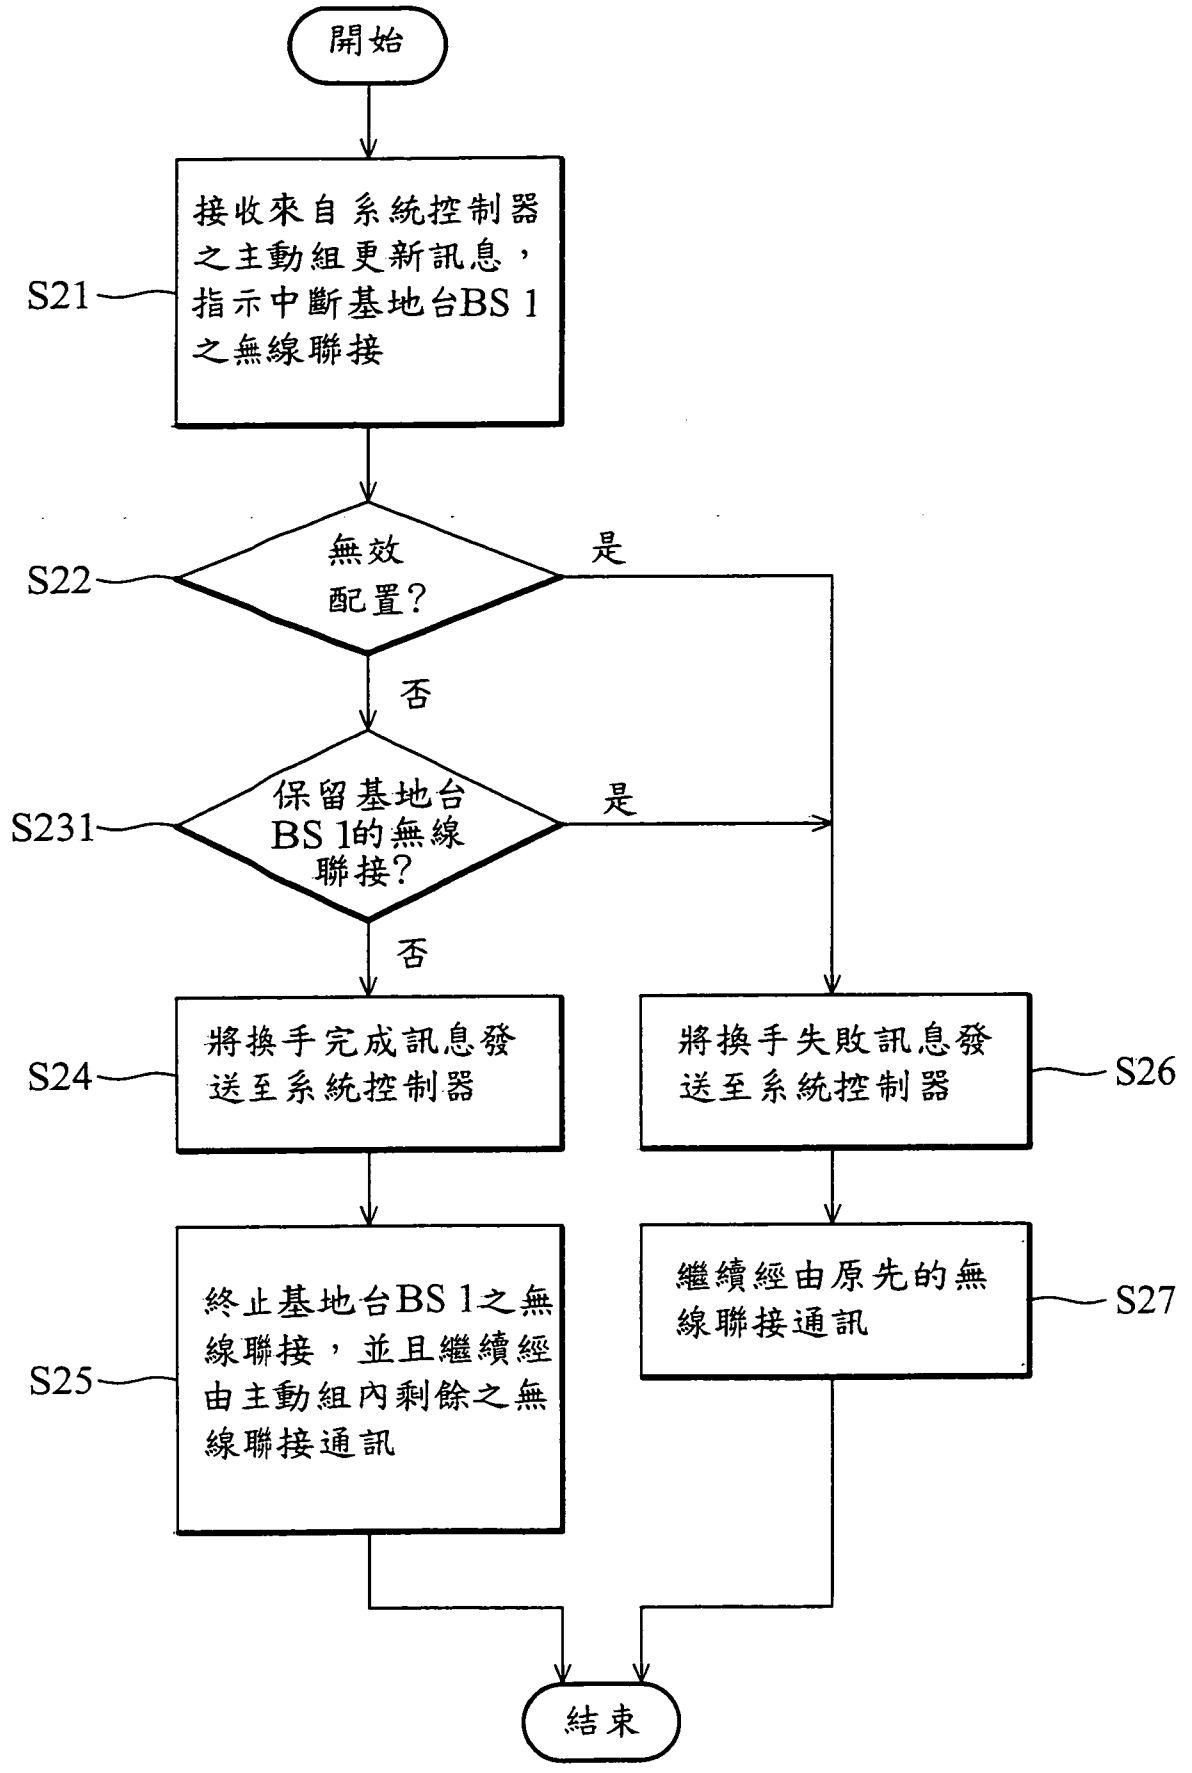 開始
接收來自系統控制器
之主動組更新訊息，
指示中斷基地台BS 1
之無線聯接
S21
無效
配置?
S22
是
否
保留基地台
BS 1的無線
聯接?
S231
是
否
將換手完成訊息發
送至系統控制器
S24
將換手失敗訊息發
送至系統控制器
S26
終止基地台BS 1之無
線聯接，並且繼續經
由主動組內剩餘之無
線聯接通訊
S25
繼續經由原先的無
線聯接通訊
S27
結束